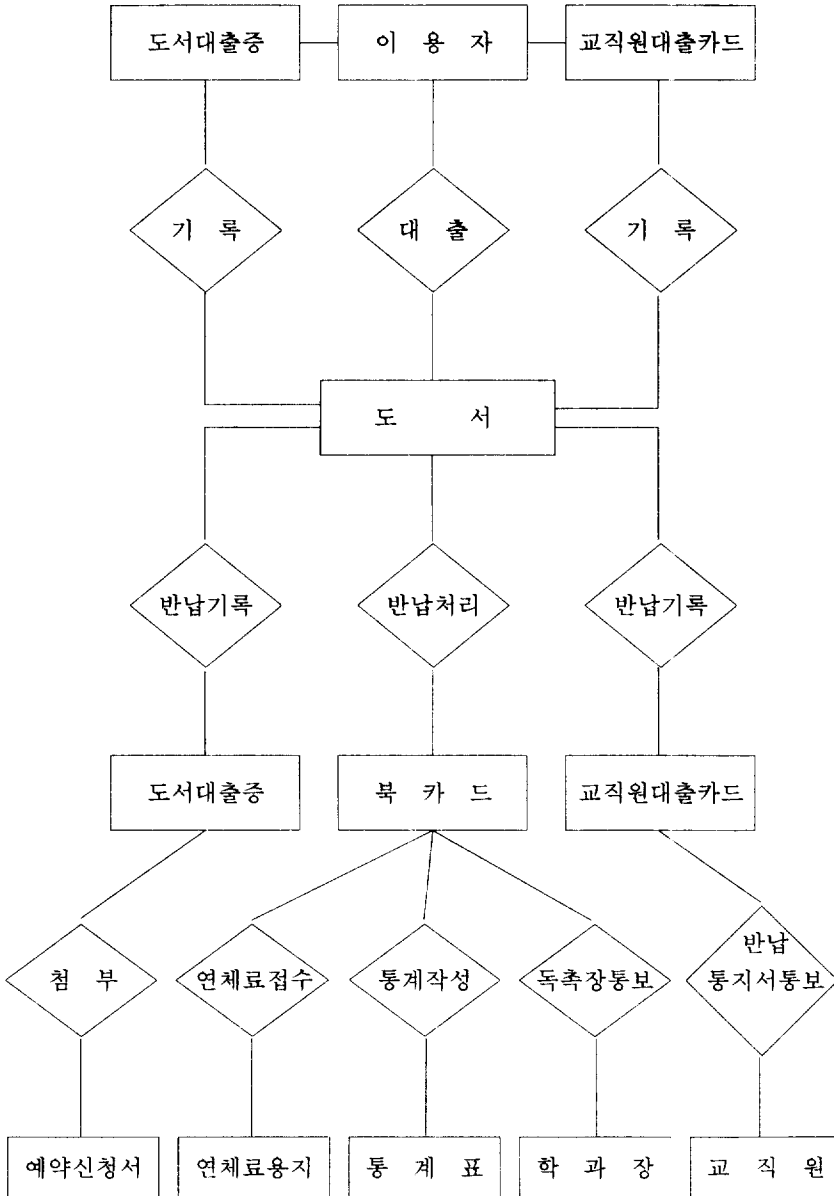 도서대출증
이 용 자
교직원대출카드
기 록
대 출
기 록
도 서
반납기록
반납처리
반납기록
도서대출증
북 카 드
교직원대출카드
첨 부
연체료접수
통계작성
독촉장통보
반납
통지서통보
예약신청서
연체료용지
통 계 표
학 과 장
교 직 원